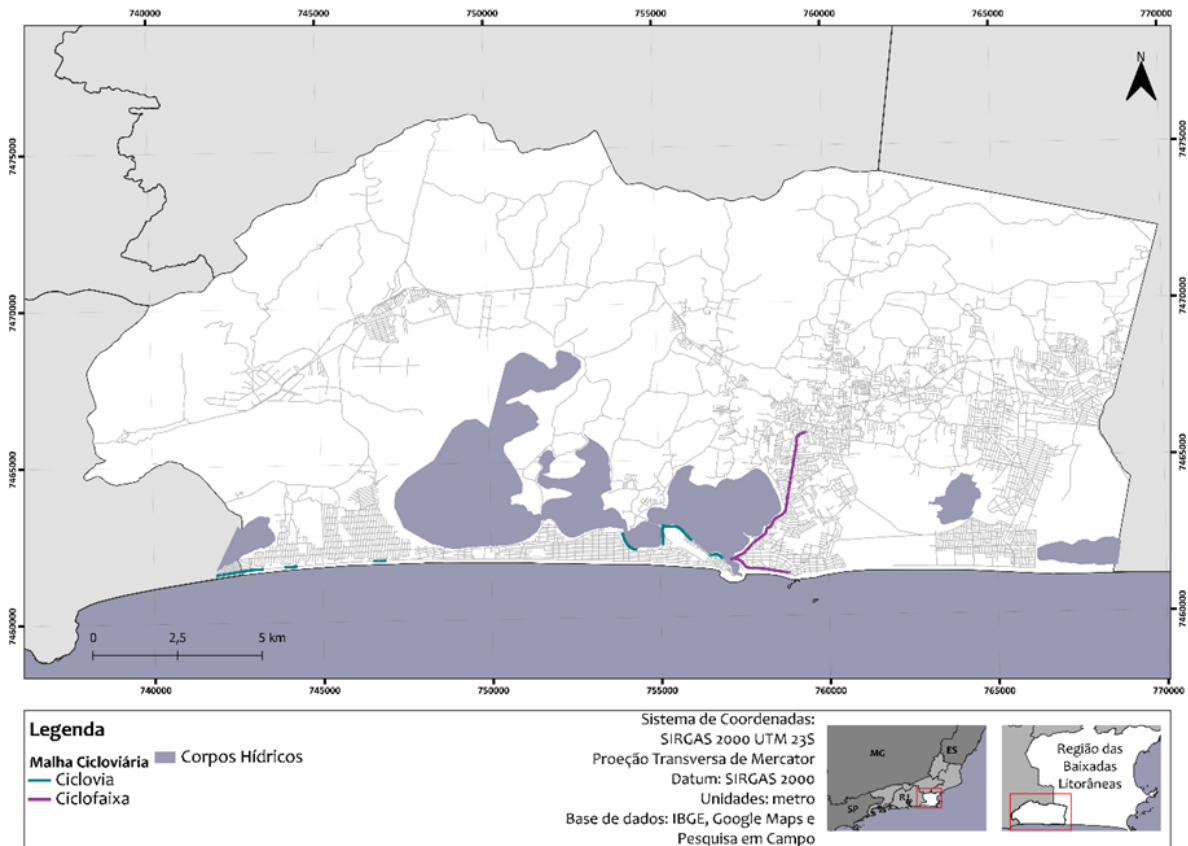 740000 745000 750000 755000 760000 765000 770000
N
7475000 7475000
7470000 7470000
7465000 7465000
7460000 7460000
0 2,5 5 km
740000 745000 750000 755000 760000 765000 770000
Legenda
Malha Cicloviária
Ciclovia
Ciclofaixa
Corpos Hídricos
Sistema de Coordenadas:
SIRGAS 2000 UTM 23S
Proeção Transversa de Mercator
Datum: SIRGAS 2000
Unidades: metro
Base de dados: IBGE, Google Maps e
Pesquisa em Campo
MG
ES
RJ
SP
Região das
Baixadas
Litorâneas